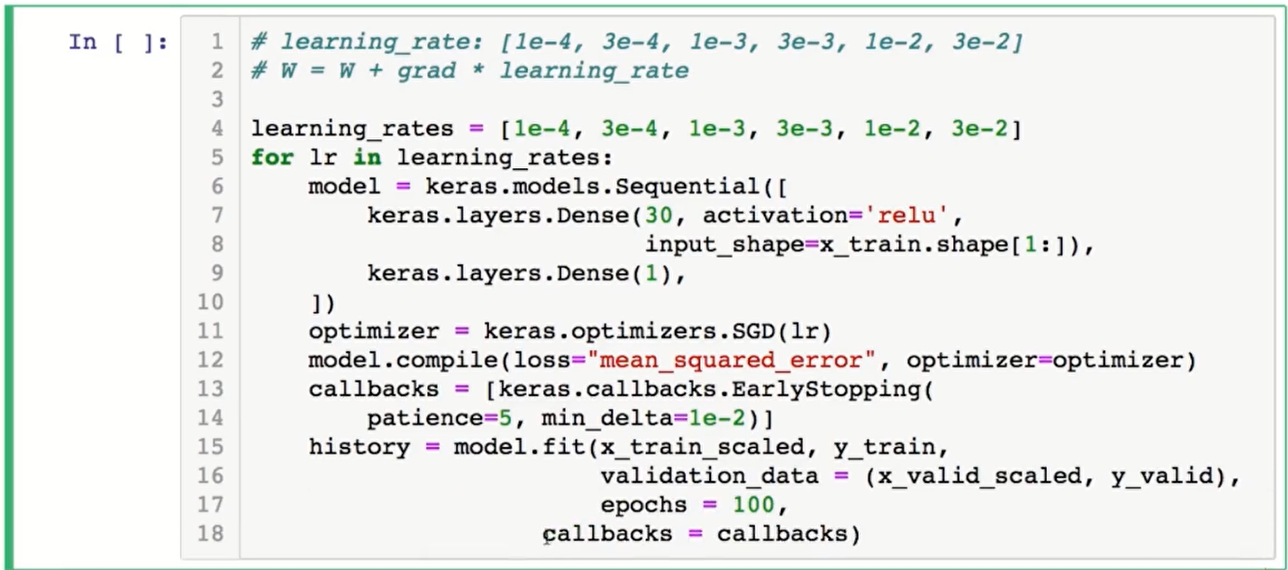 In [ ]:
1 # learning_rate: [1e-4, 3e-4, 1e-3, 3e-3, 1e-2, 3e-2]
2 # W = W + grad * learning_rate
3
4 learning_rates = [1e-4, 3e-4, 1e-3, 3e-3, 1e-2, 3e-2]
5 for lr in learning_rates:
6     model = keras.models.Sequential([
7         keras.layers.Dense(30, activation='relu',
8                            input_shape=x_train.shape[1:]),
9         keras.layers.Dense(1),
10     ])
11     optimizer = keras.optimizers.SGD(lr)
12     model.compile(loss="mean_squared_error", optimizer=optimizer)
13     callbacks = [keras.callbacks.EarlyStopping(
14         patience=5, min_delta=1e-2)]
15     history = model.fit(x_train_scaled, y_train,
16                         validation_data = (x_valid_scaled, y_valid),
17                         epochs = 100,
18                     callbacks = callbacks)